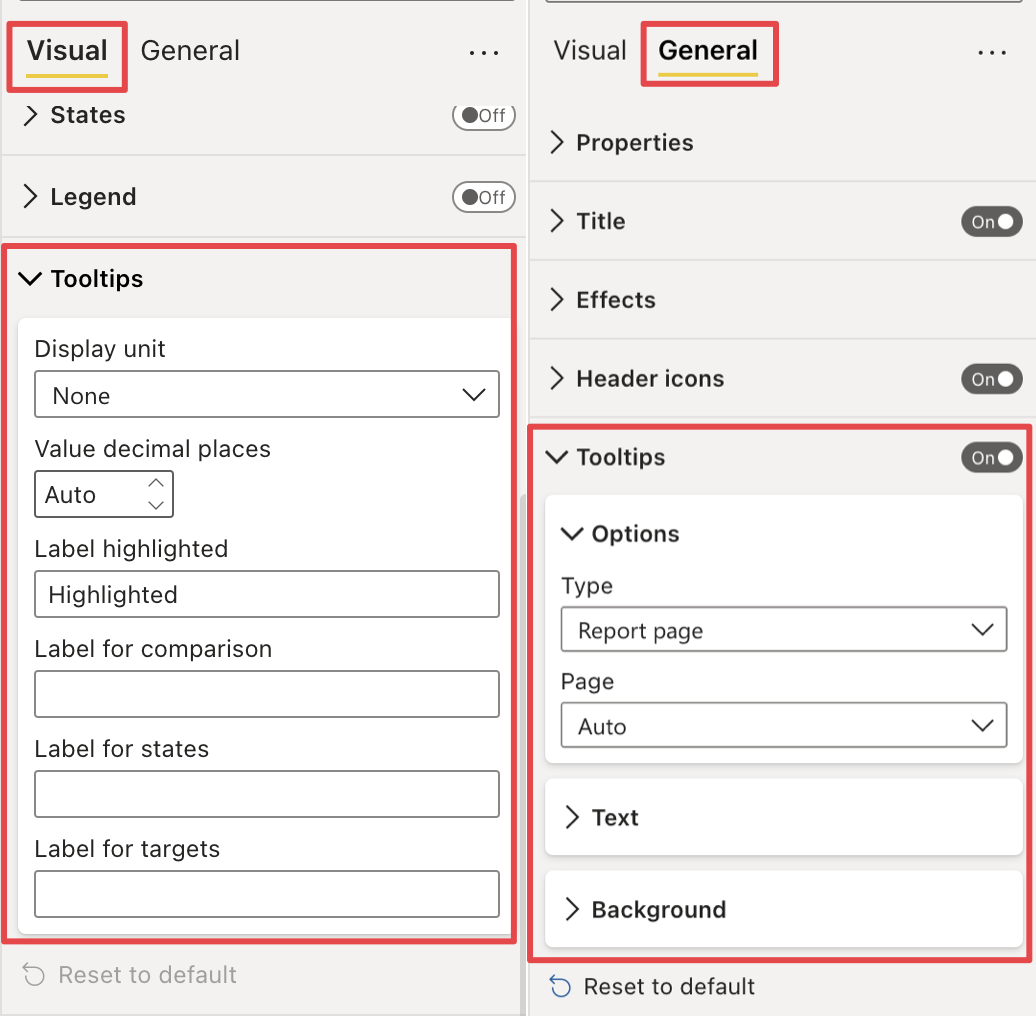 Visual General ...
States Off
Legend Off
Tooltips
Display unit
None
Value decimal places
Auto
Label highlighted
Highlighted
Label for comparison
Label for states
Label for targets
Reset to default
Visual General ...
Properties
Title On
Effects
Header icons On
Tooltips On
Options
Type
Report page
Page
Auto
Text
Background
Reset to default